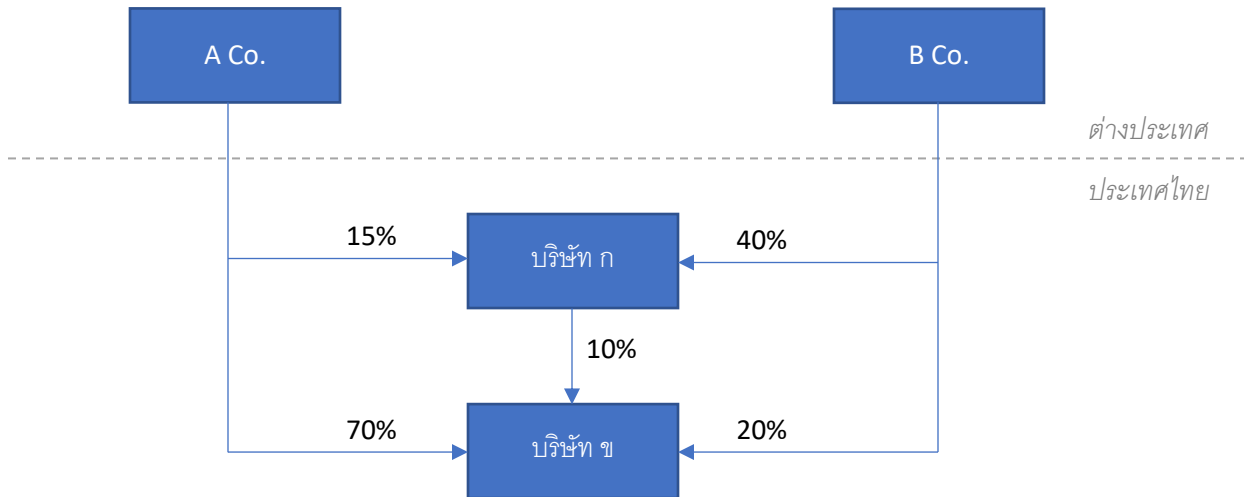 A Co.
B Co.
ต่างประเทศ
ประเทศไทย
15%
บริษัท ก
40%
10%
70%
บริษัท ข
20%